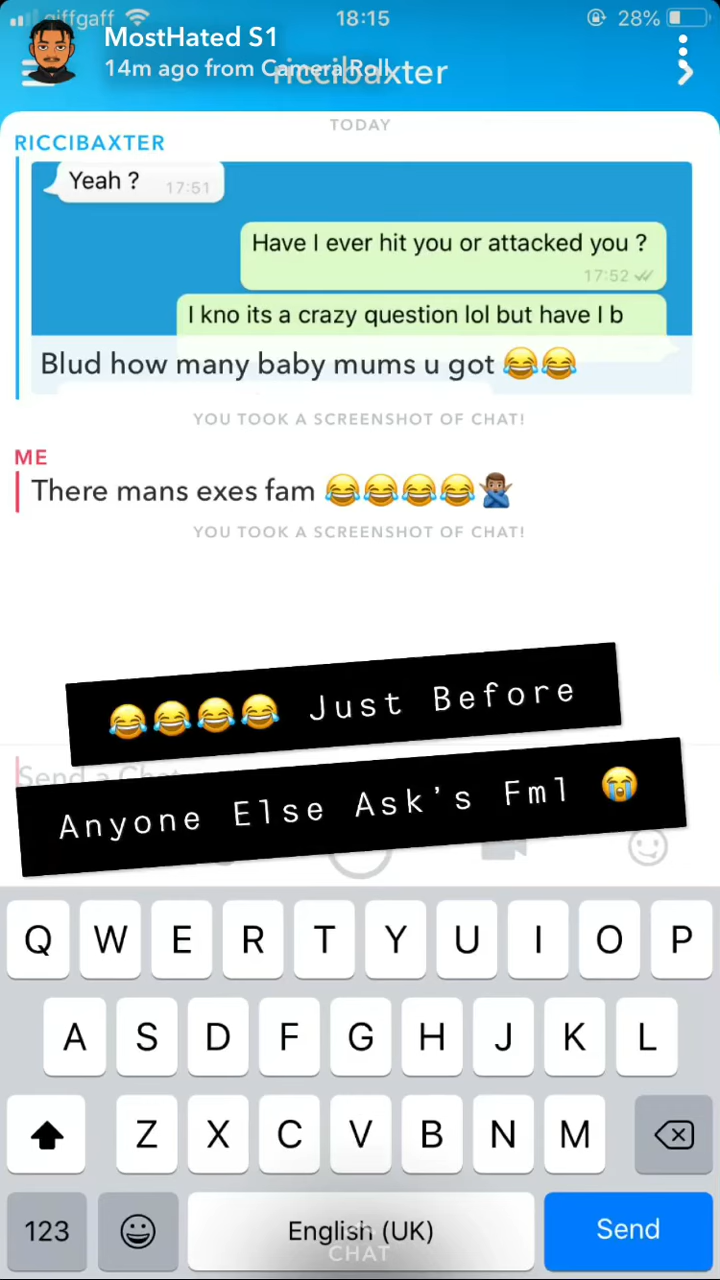 giffgaff 18:15 28%
MostHated S1
14m ago from Camera Roll
riccibaxter
TODAY
RICCIBAXTER
Yeah ? 17:51
Have I ever hit you or attacked you ?
17:52
I kno its a crazy question lol but have I b
Blud how many baby mums u got 😂😂
YOU TOOK A SCREENSHOT OF CHAT!
ME
There mans exes fam 😂😂😂😂🙅🏽‍♂️
YOU TOOK A SCREENSHOT OF CHAT!
😂😂😂😂 Just Before
Send a Chat
Anyone Else Ask's Fml 😭
Q W E R T Y U I O P
A S D F G H J K L
Z X C V B N M
123 English (UK) Send
CHAT